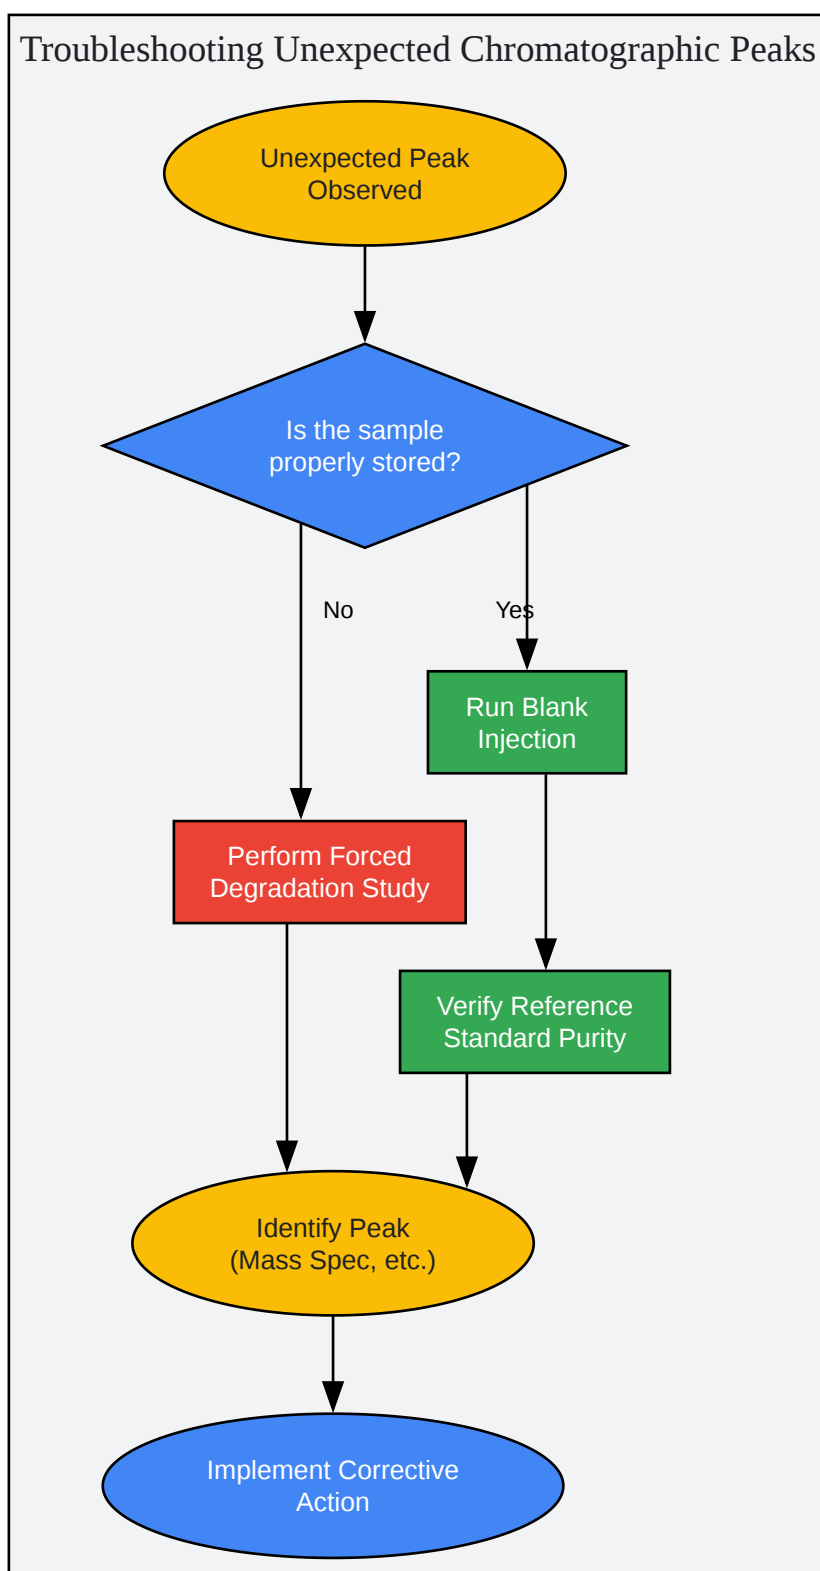 Troubleshooting Unexpected Chromatographic Peaks
Unexpected Peak
Observed
Is the sample
properly stored?
No
Yes
Run Blank
Injection
Perform Forced
Degradation Study
Verify Reference
Standard Purity
Identify Peak
(Mass Spec, etc.)
Implement Corrective
Action